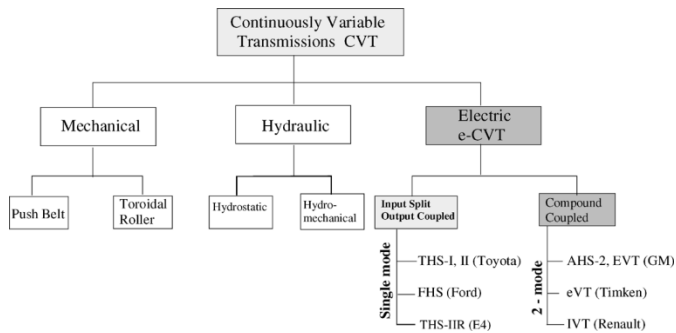 Continuously Variable
Transmissions CVT
Mechanical
Hydraulic
Electric
e-CVT
Push Belt
Toroidal
Roller
Hydrostatic
Hydro-
mechanical
Input Split
Output Coupled
Compound
Coupled
Single mode
THS-I, II (Toyota)
FHS (Ford)
THS-IIR (E4)
2 - mode
AHS-2, EVT (GM)
eVT (Timken)
IVT (Renault)